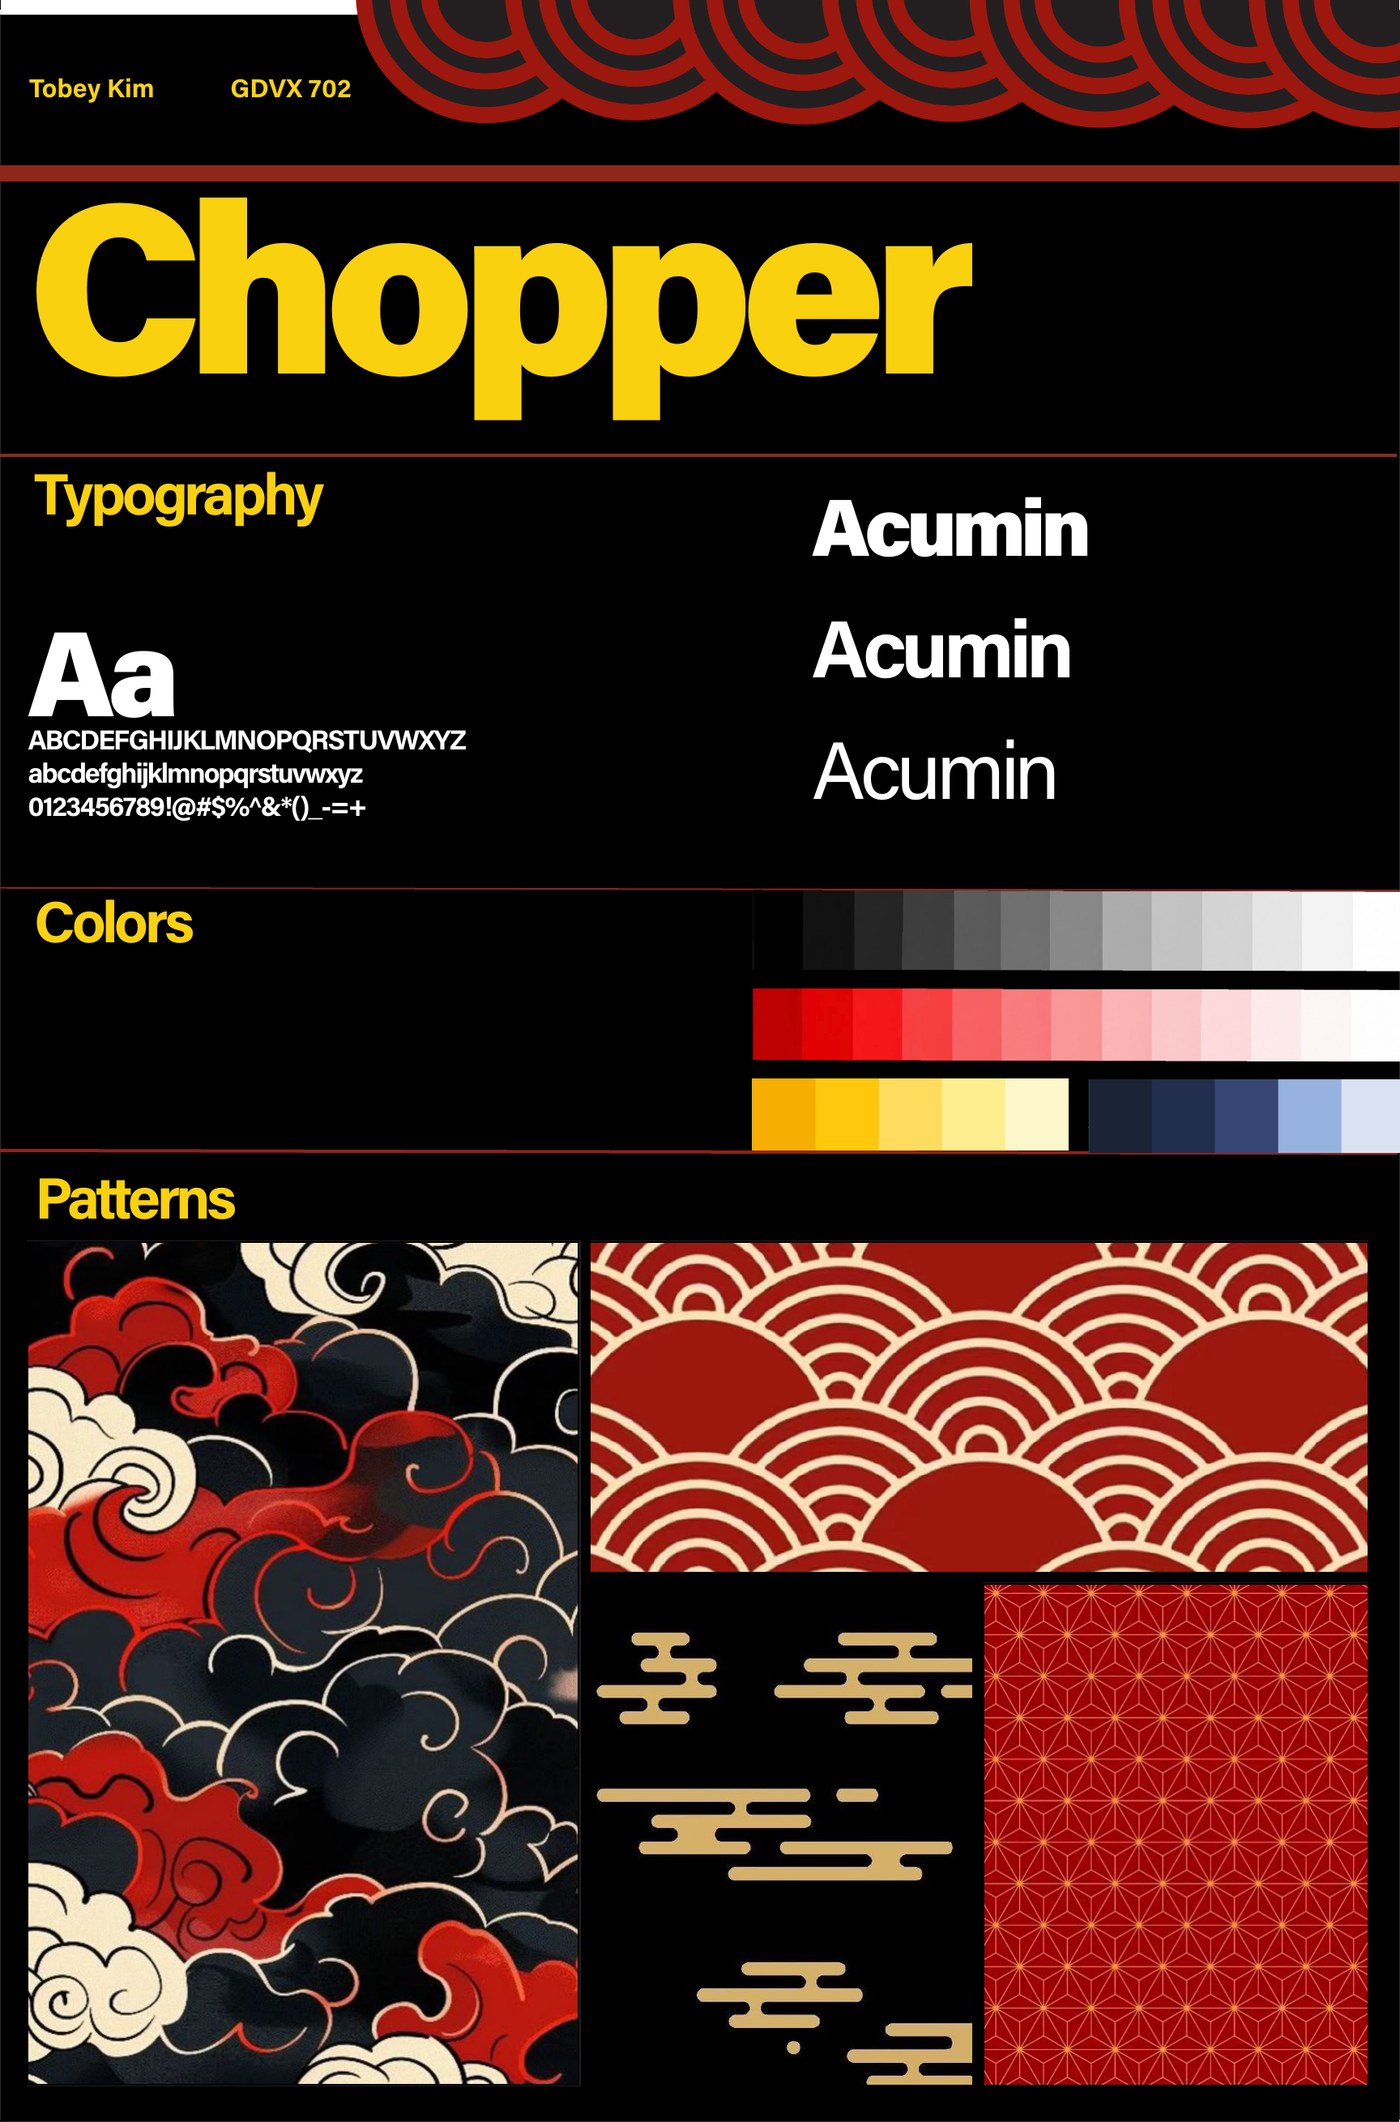 Tobey Kim GDVX 702
Chopper
Typography
Acumin
Acumin
Acumin
Aa
ABCDEFGHIJKLMNOPQRSTUVWXYZ
abcdefghijklmnopqrstuvwxyz
0123456789!@#$%^&*()_-=+
Colors
Patterns